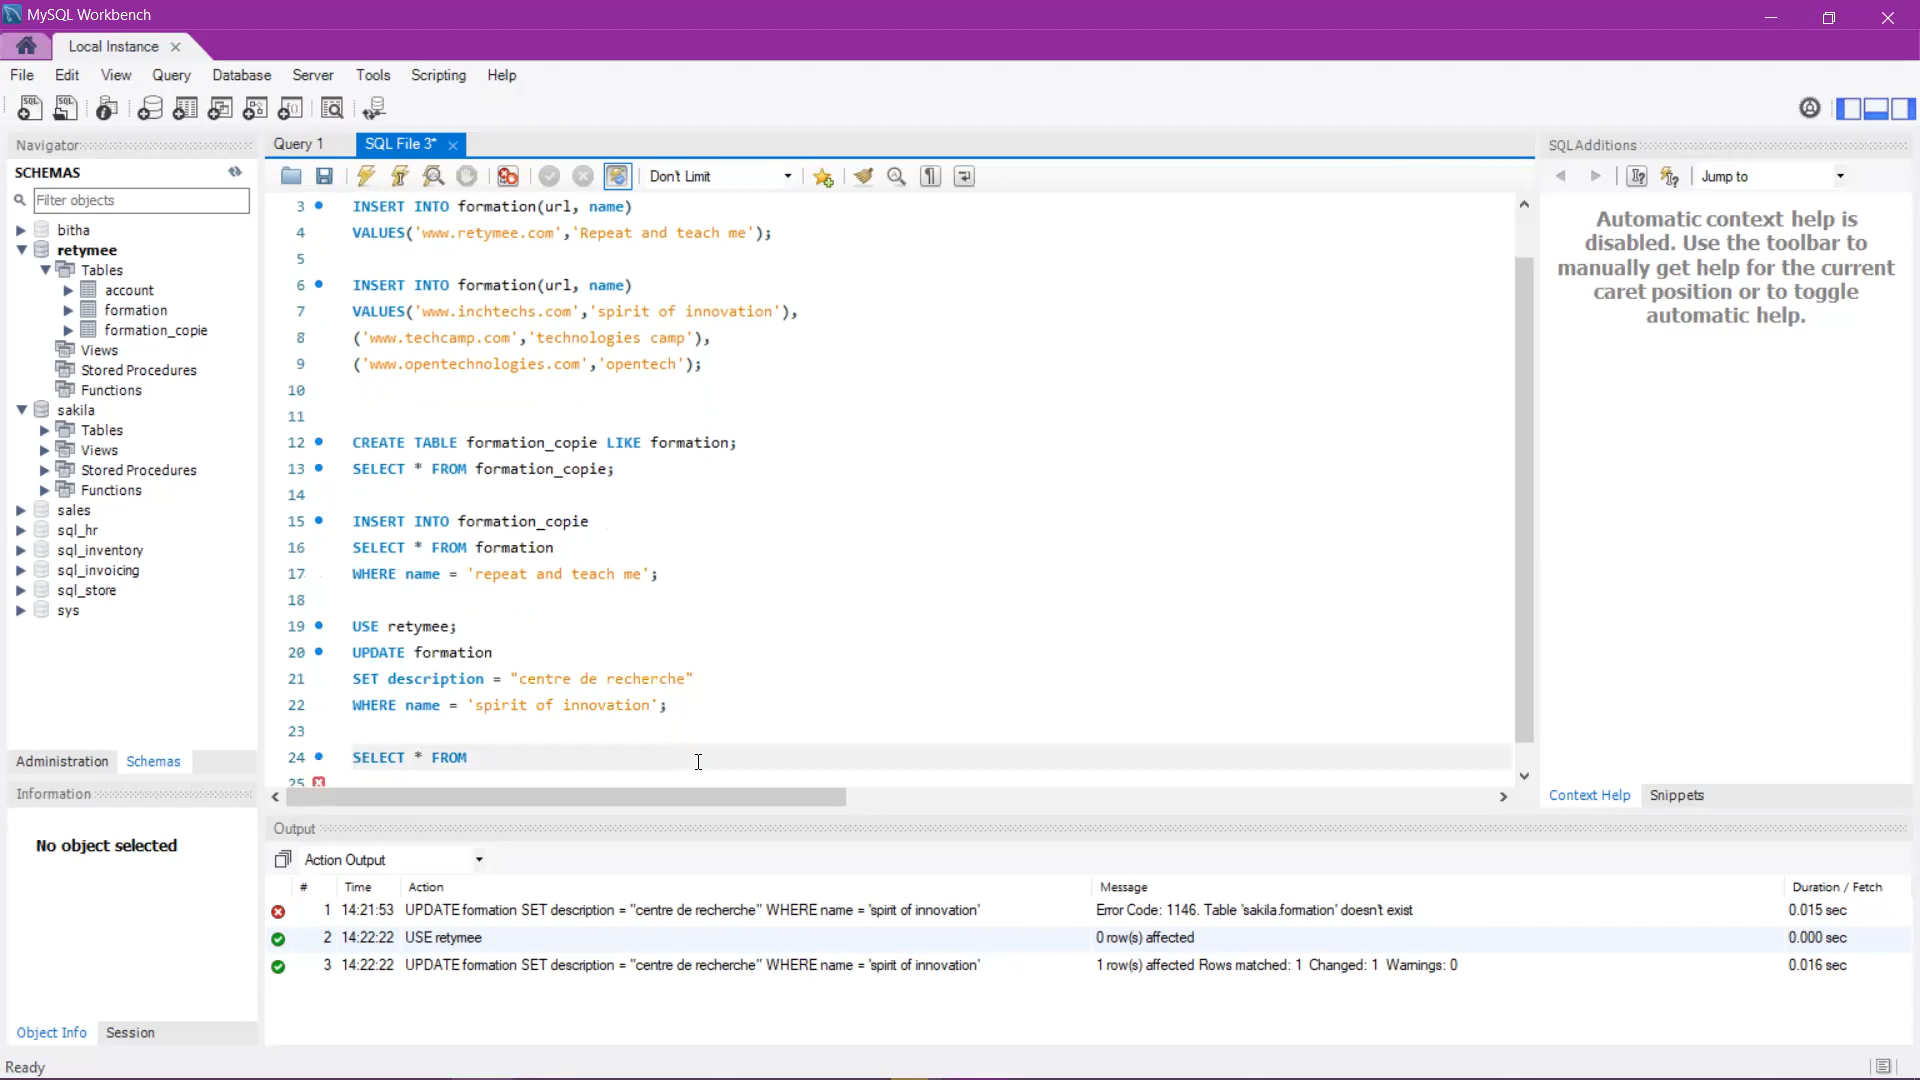 MySQL Workbench
Local Instance
File Edit View Query Database Server Tools Scripting Help
Navigator
SCHEMAS
Filter objects
bitha
retymee
Tables
account
formation
formation_copie
Views
Stored Procedures
Functions
sakila
Tables
Views
Stored Procedures
Functions
sales
sql_hr
sql_inventory
sql_invoicing
sql_store
sys
Administration Schemas
Information
No object selected
Object Info Session
Ready
Query 1 SQL File 3*
Don't Limit
3 INSERT INTO formation(url, name)
4 VALUES('www.retymee.com','Repeat and teach me');
5
6 INSERT INTO formation(url, name)
7 VALUES('www.inchtechs.com','spirit of innovation'),
8 ('www.techcamp.com','technologies camp'),
9 ('www.opentechnologies.com','opentech');
10
11
12 CREATE TABLE formation_copie LIKE formation;
13 SELECT * FROM formation_copie;
14
15 INSERT INTO formation_copie
16 SELECT * FROM formation
17 WHERE name = 'repeat and teach me';
18
19 USE retymee;
20 UPDATE formation
21 SET description = "centre de recherche"
22 WHERE name = 'spirit of innovation';
23
24 SELECT * FROM
25
SQLAdditions
Jump to
Automatic context help is
disabled. Use the toolbar to
manually get help for the current
caret position or to toggle
automatic help.
Context Help Snippets
Output
Action Output
# Time Action Message Duration / Fetch
1 14:21:53 UPDATE formation SET description = "centre de recherche" WHERE name = 'spirit of innovation' Error Code: 1146. Table 'sakila.formation' doesn't exist 0.015 sec
2 14:22:22 USE retymee 0 row(s) affected 0.000 sec
3 14:22:22 UPDATE formation SET description = "centre de recherche" WHERE name = 'spirit of innovation' 1 row(s) affected Rows matched: 1 Changed: 1 Warnings: 0 0.016 sec